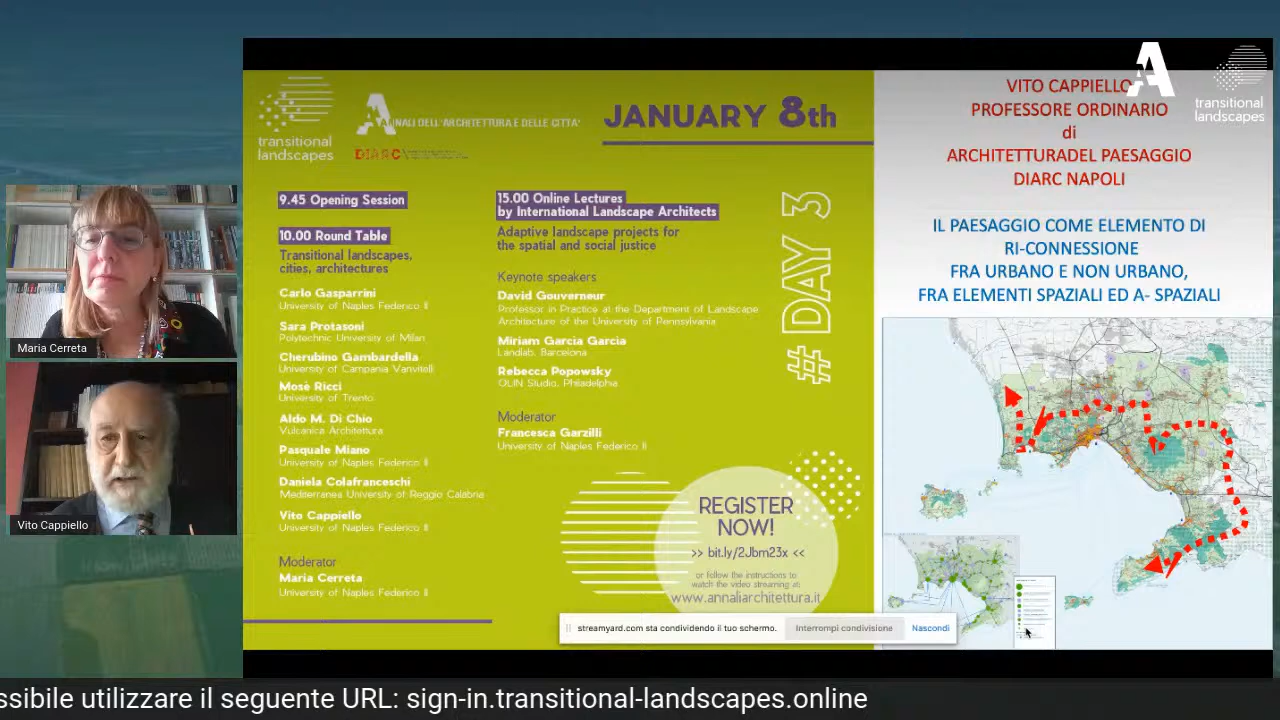 transitional
landscapes
ANNALI DELL'ARCHITETTURA E DELLE CITTA'
DIARC
JANUARY 8th
9.45 Opening Session
10.00 Round Table
Transitional landscapes,
cities, architectures
Carlo Gasparrini
University of Naples Federico II
Sara Protasoni
Polytechnic University of Milan
Cherubino Gambardella
University of Campania Vanvitelli
Mosè Ricci
University of Trento
Aldo M. Di Chio
Vulcanica Architettura
Pasquale Miano
University of Naples Federico II
Daniela Colafranceschi
Mediterranea University of Reggio Calabria
Vito Cappiello
University of Naples Federico II
Moderator
Maria Cerreta
University of Naples Federico II
15.00 Online Lectures
by International Landscape Architects
Adaptive landscape projects for
the spatial and social justice
Keynote speakers
David Gouverneur
Professor in Practice at the Department of Landscape
Architecture of the University of Pennsylvania
Miriam Garcia Garcia
Landlab, Barcelona
Rebecca Popowsky
OLIN Studio, Philadelphia
Moderator
Francesca Garzilli
University of Naples Federico II
# DAY 3
REGISTER
NOW!
>> bit.ly/2Jbm23x <<
or follow the instructions to
watch the video streaming at:
www.annaliarchitettura.it
streamyard.com sta condividendo il tuo schermo.
Interrompi condivisione
Nascondi
VITO CAPPIELLO
PROFESSORE ORDINARIO
di
ARCHITETTURADEL PAESAGGIO
DIARC NAPOLI
IL PAESAGGIO COME ELEMENTO DI
RI-CONNESSIONE
FRA URBANO E NON URBANO,
FRA ELEMENTI SPAZIALI ED A- SPAZIALI
A
transitional
landscapes
Maria Cerreta
Vito Cappiello
ssibile utilizzare il seguente URL: sign-in.transitional-landscapes.online